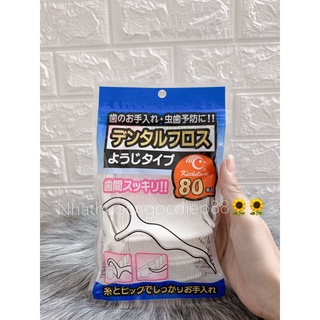 歯のお手入れ・虫歯予防に!!
デンタルフロス
ようじタイプ
80
歯間スッキリ!!
糸とピックでしっかりお手入れ